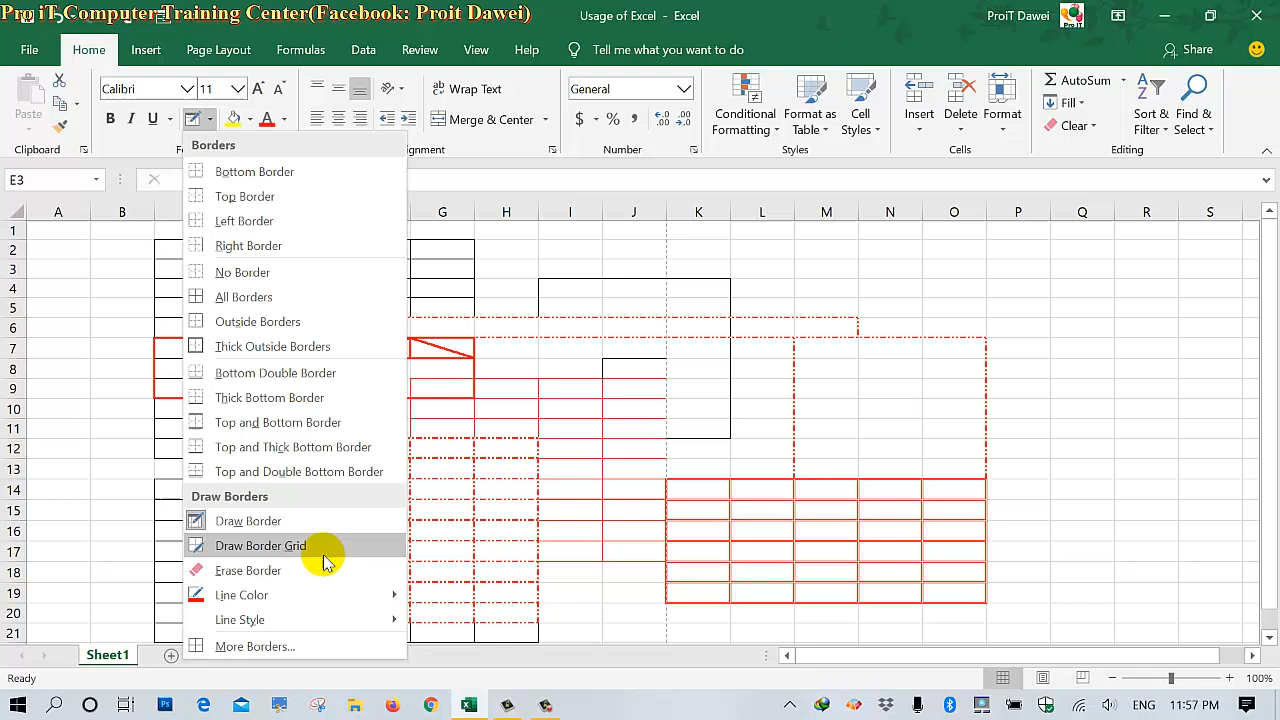 Pro iT Computer Training Center(Facebook: Proit Dawei)
Usage of Excel - Excel
ProiT Dawei
File Home Insert Page Layout Formulas Data Review View Help Tell me what you want to do Share
Calibri 11 Wrap Text General AutoSum
Paste Conditional Formatting Format as Table Cell Styles Insert Delete Format Fill Sort & Filter Find & Select
B I U A Merge & Center $ % , Clear
Clipboard Number Styles Cells Editing
E3
A B G H I J K L M N O P Q R S
1
2
3
4
5
6
7
8
9
10
11
12
13
14
15
16
17
18
19
20
21
Borders
Bottom Border
Top Border
Left Border
Right Border
No Border
All Borders
Outside Borders
Thick Outside Borders
Bottom Double Border
Thick Bottom Border
Top and Bottom Border
Top and Thick Bottom Border
Top and Double Bottom Border
Draw Borders
Draw Border
Draw Border Grid
Erase Border
Line Color
Line Style
More Borders...
Sheet1
Ready 100%
ENG 11:57 PM